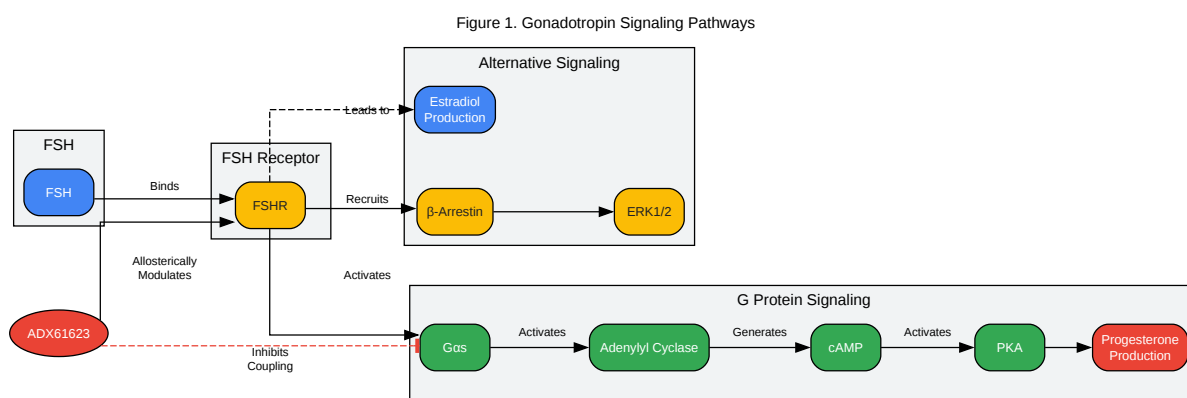 Figure 1. Gonadotropin Signaling Pathways
Alternative Signaling
Estradiol
Production
Leads to
FSH
FSH
Binds
FSH Receptor
FSHR
Recruits
β-Arrestin
ERK1/2
Allosterically
Modulates
Activates
ADX61623
Inhibits
Coupling
G Protein Signaling
Gαs
Activates
Adenylyl Cyclase
Generates
cAMP
Activates
PKA
Progesterone
Production